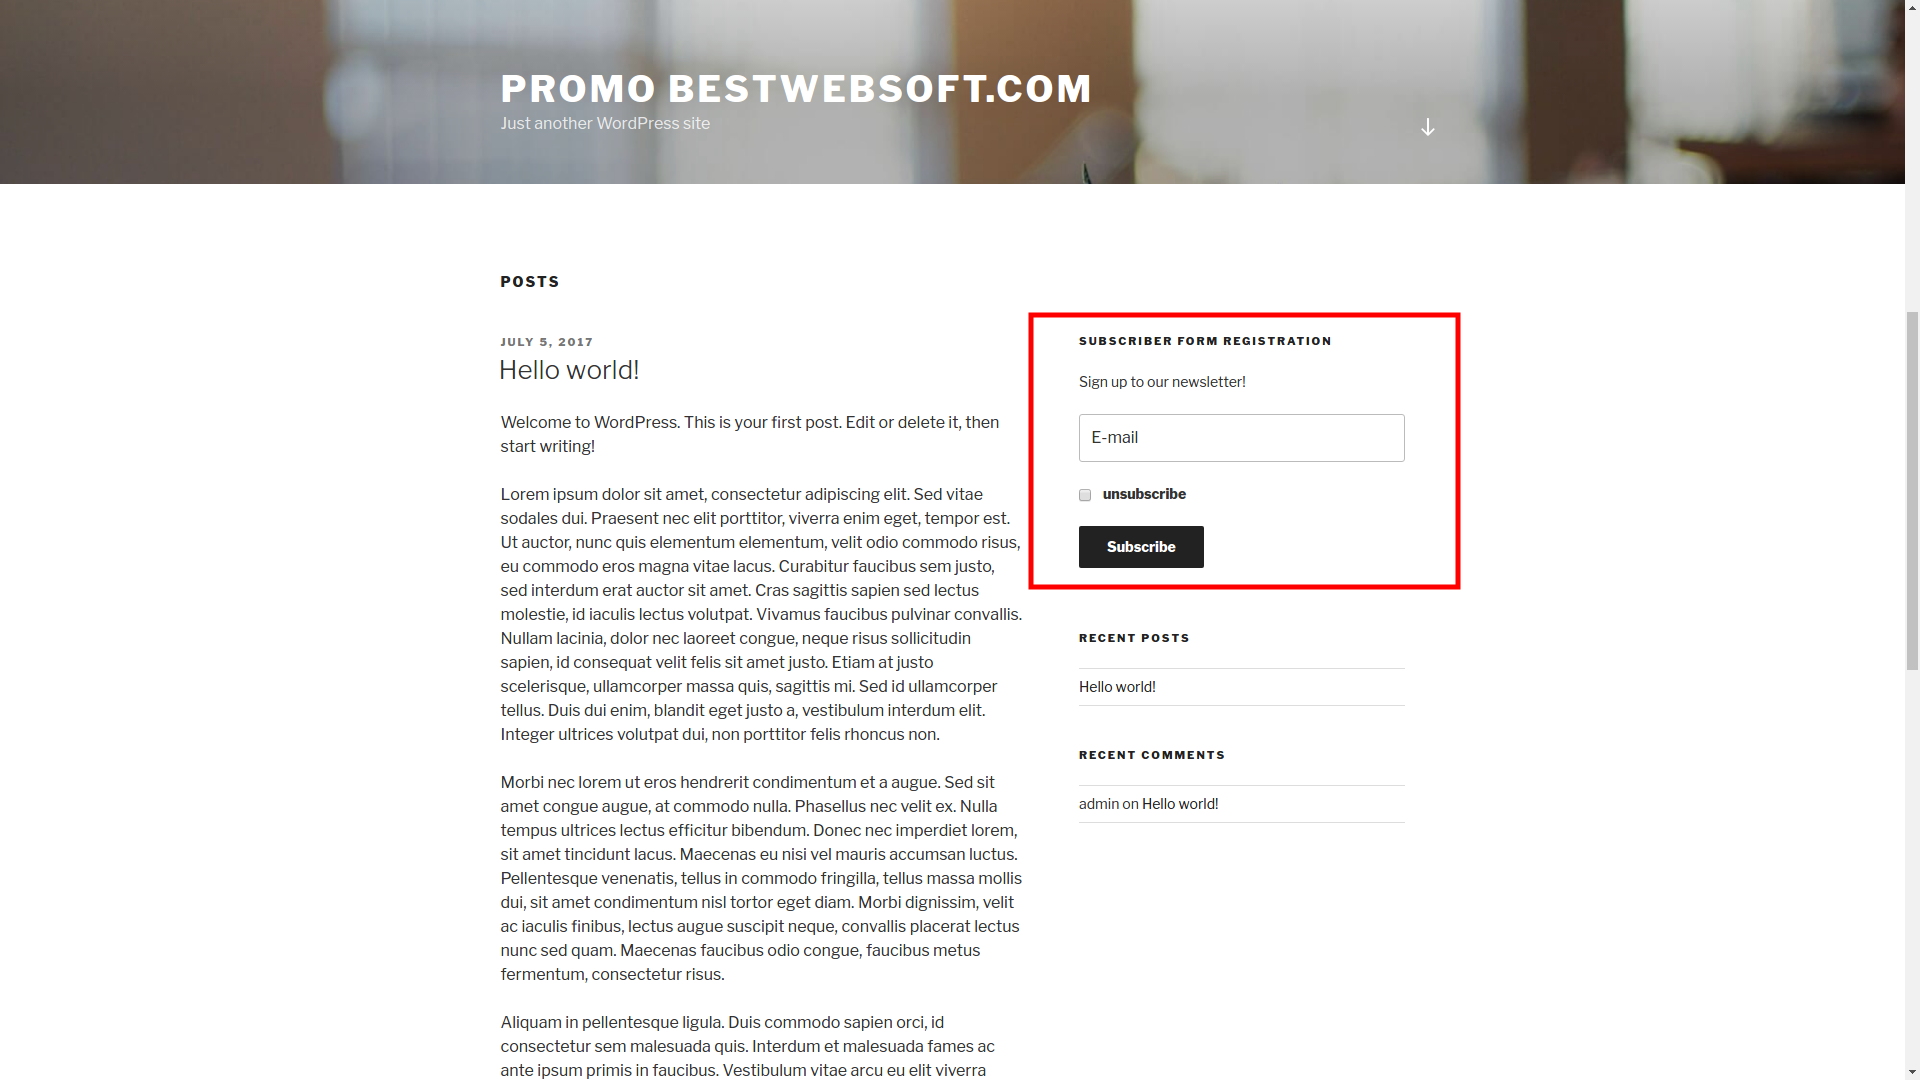 PROMO BESTWEBSOFT.COM
Just another WordPress site
POSTS
JULY 5, 2017
Hello world!
Welcome to WordPress. This is your first post. Edit or delete it, then
start writing!
Lorem ipsum dolor sit amet, consectetur adipiscing elit. Sed vitae
sodales dui. Praesent nec elit porttitor, viverra enim eget, tempor est.
Ut auctor, nunc quis elementum elementum, velit odio commodo risus,
eu commodo eros magna vitae lacus. Curabitur faucibus sem justo,
sed interdum erat auctor sit amet. Cras sagittis sapien sed lectus
molestie, id iaculis lectus volutpat. Vivamus faucibus pulvinar convallis.
Nullam lacinia, dolor nec laoreet congue, neque risus sollicitudin
sapien, id consequat velit felis sit amet justo. Etiam at justo
scelerisque, ullamcorper massa quis, sagittis mi. Sed id ullamcorper
tellus. Duis dui enim, blandit eget justo a, vestibulum interdum elit.
Integer ultrices volutpat dui, non porttitor felis rhoncus non.
Morbi nec lorem ut eros hendrerit condimentum et a augue. Sed sit
amet congue augue, at commodo nulla. Phasellus nec velit ex. Nulla
tempus ultrices lectus efficitur bibendum. Donec nec imperdiet lorem,
sit amet tincidunt lacus. Maecenas eu nisi vel mauris accumsan luctus.
Pellentesque venenatis, tellus in commodo fringilla, tellus massa mollis
dui, sit amet condimentum nisl tortor eget diam. Morbi dignissim, velit
ac iaculis finibus, lectus augue suscipit neque, convallis placerat lectus
nunc sed quam. Maecenas faucibus odio congue, faucibus metus
fermentum, consectetur risus.
Aliquam in pellentesque ligula. Duis commodo sapien orci, id
consectetur sem malesuada quis. Interdum et malesuada fames ac
ante ipsum primis in faucibus. Vestibulum vitae arcu eu elit viverra
SUBSCRIBER FORM REGISTRATION
Sign up to our newsletter!
E-mail
unsubscribe
Subscribe
RECENT POSTS
Hello world!
RECENT COMMENTS
admin on Hello world!